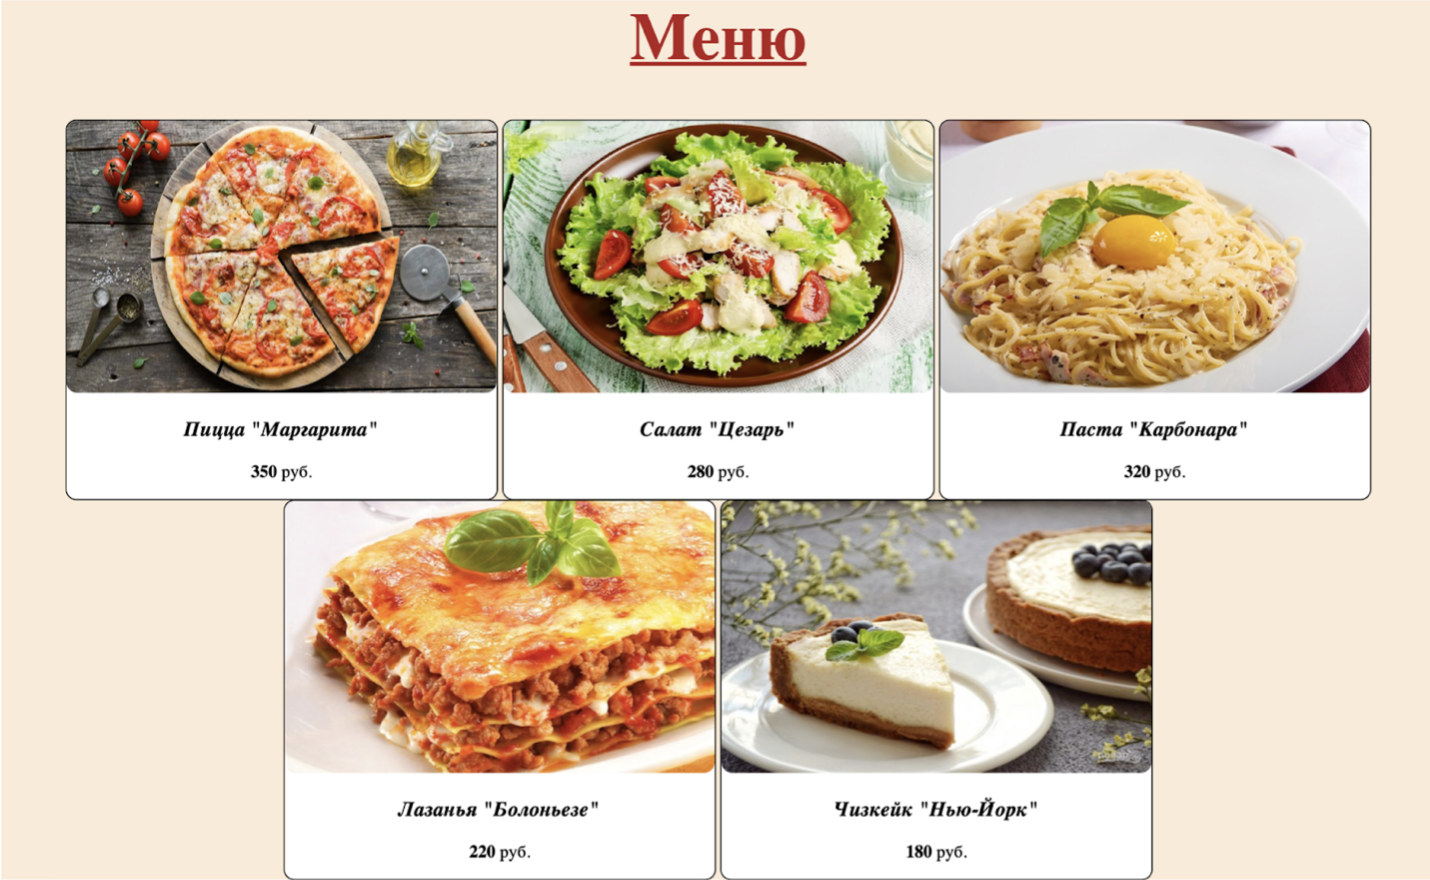 Меню
Пицца "Маргарита"
350 руб.
Салат "Цезарь"
280 руб.
Паста "Карбонара"
320 руб.
Лазанья "Болоньезе"
220 руб.
Чизкейк "Нью-Йорк"
180 руб.